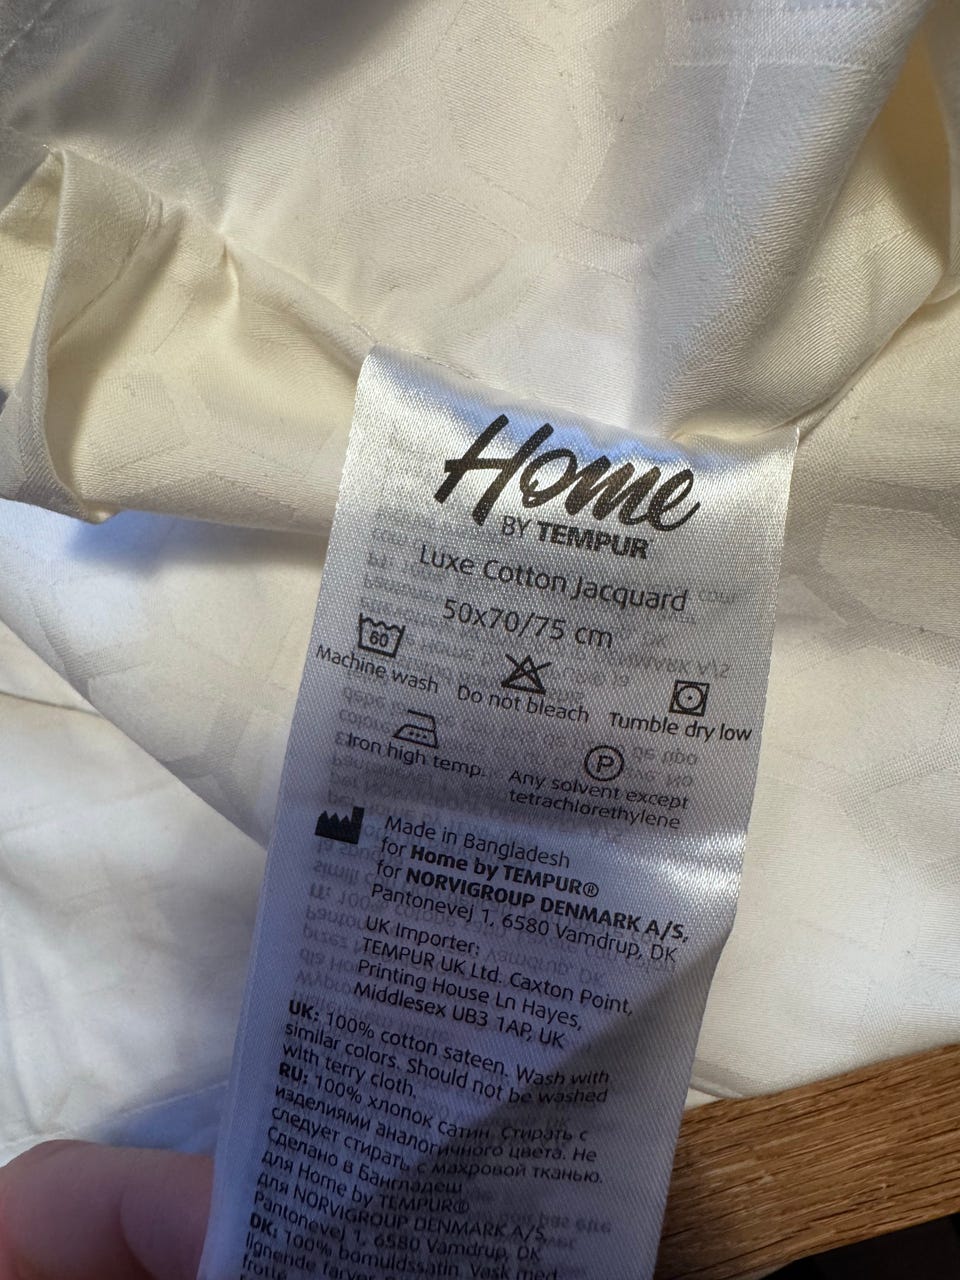 Home
BY TEMPUR
Luxe Cotton Jacquard
50x70/75 cm
60
Machine wash
Do not bleach
Tumble dry low
Iron high temp.
P
Any solvent except
tetrachlorethylene
Made in Bangladesh
for Home by TEMPUR®
for NORVIGROUP DENMARK A/S,
Pantonevej 1, 6580 Vamdrup, DK
UK Importer:
TEMPUR UK Ltd. Caxton Point,
Printing House Ln Hayes,
Middlesex UB3 1AP, UK
UK: 100% cotton sateen. Wash with
similar colors. Should not be washed
with terry cloth.
RU: 100% хлопок сатин. Стирать с
изделиями аналогичного цвета. Не
следует стирать с махровой тканью.
Сделано в Бангладеш
для Home by TEMPUR®
для NORVIGROUP DENMARK A/S,
Pantonevej 1, 6580 Vamdrup, DK
DK: 100% bomuldssatin. Vask med
lignende farver
frotté